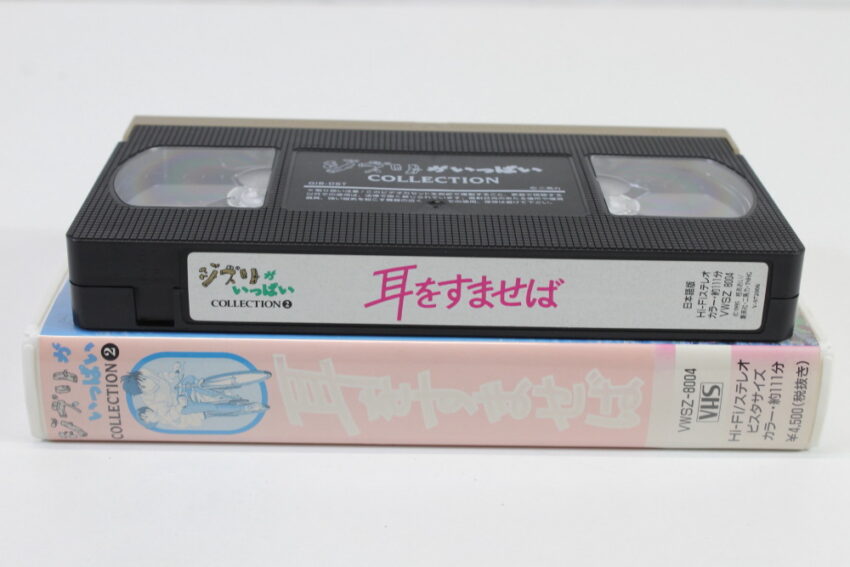 ジブリがいっぱい
COLLECTION
ジブリが
いっぱい
COLLECTION 2
耳をすませば
日本語版
Hi-Fiステレオ
カラー・約111分
VWSZ 8004
ジブリが
いっぱい
COLLECTION 2
耳をすませば
VWSZ-8004
VHS
Hi-Fi/ステレオ
ビスタサイズ
カラー・約111分
¥4,500(税抜き)